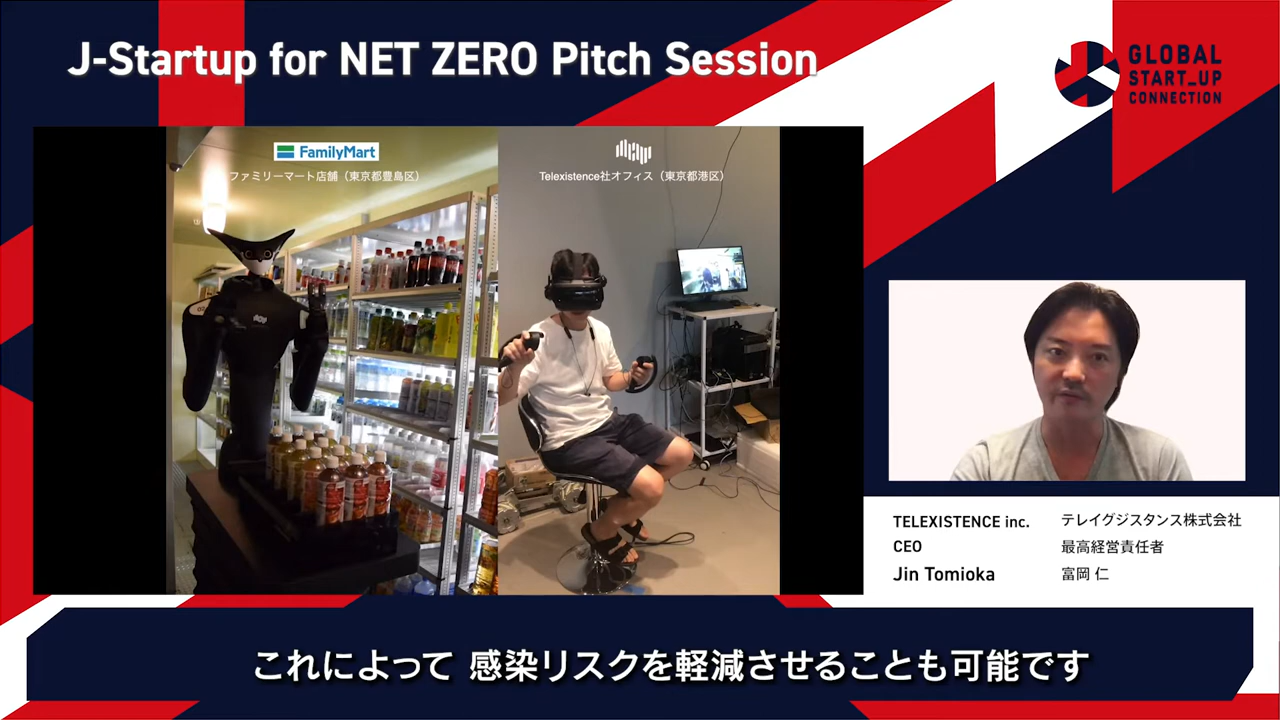 J-Startup for NET ZERO Pitch Session
GLOBAL
START_UP
CONNECTION
FamilyMart
ファミリーマート店舗（東京都豊島区）
Telexistence社オフィス（東京都港区）
TELEXISTENCE inc.
テレイグジスタンス株式会社
CEO
最高経営責任者
Jin Tomioka
富岡 仁
これによって 感染リスクを軽減させることも可能です